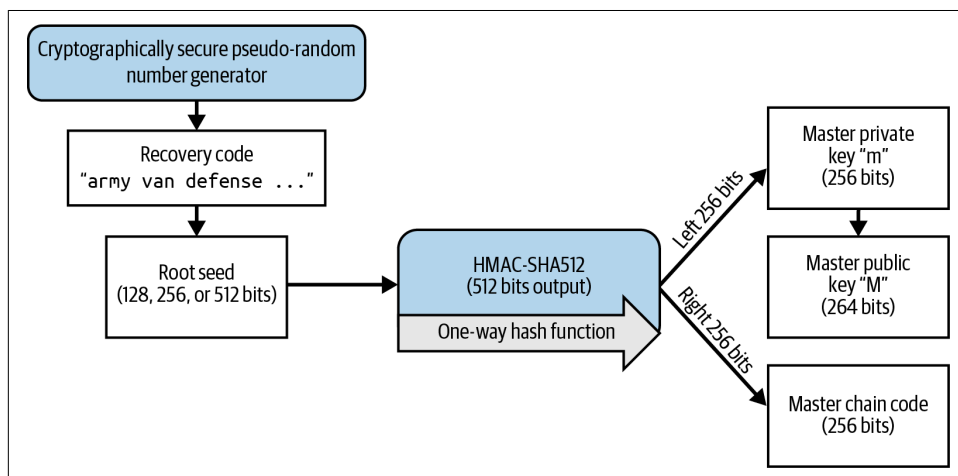 Cryptographically secure pseudo-random
number generator
Recovery code
“army van defense ...”
Root seed
(128, 256, or 512 bits)
HMAC-SHA512
(512 bits output)
One-way hash function
Left 256 bits
Right 256 bits
Master private
key “m”
(256 bits)
Master public
key “M”
(264 bits)
Master chain code
(256 bits)